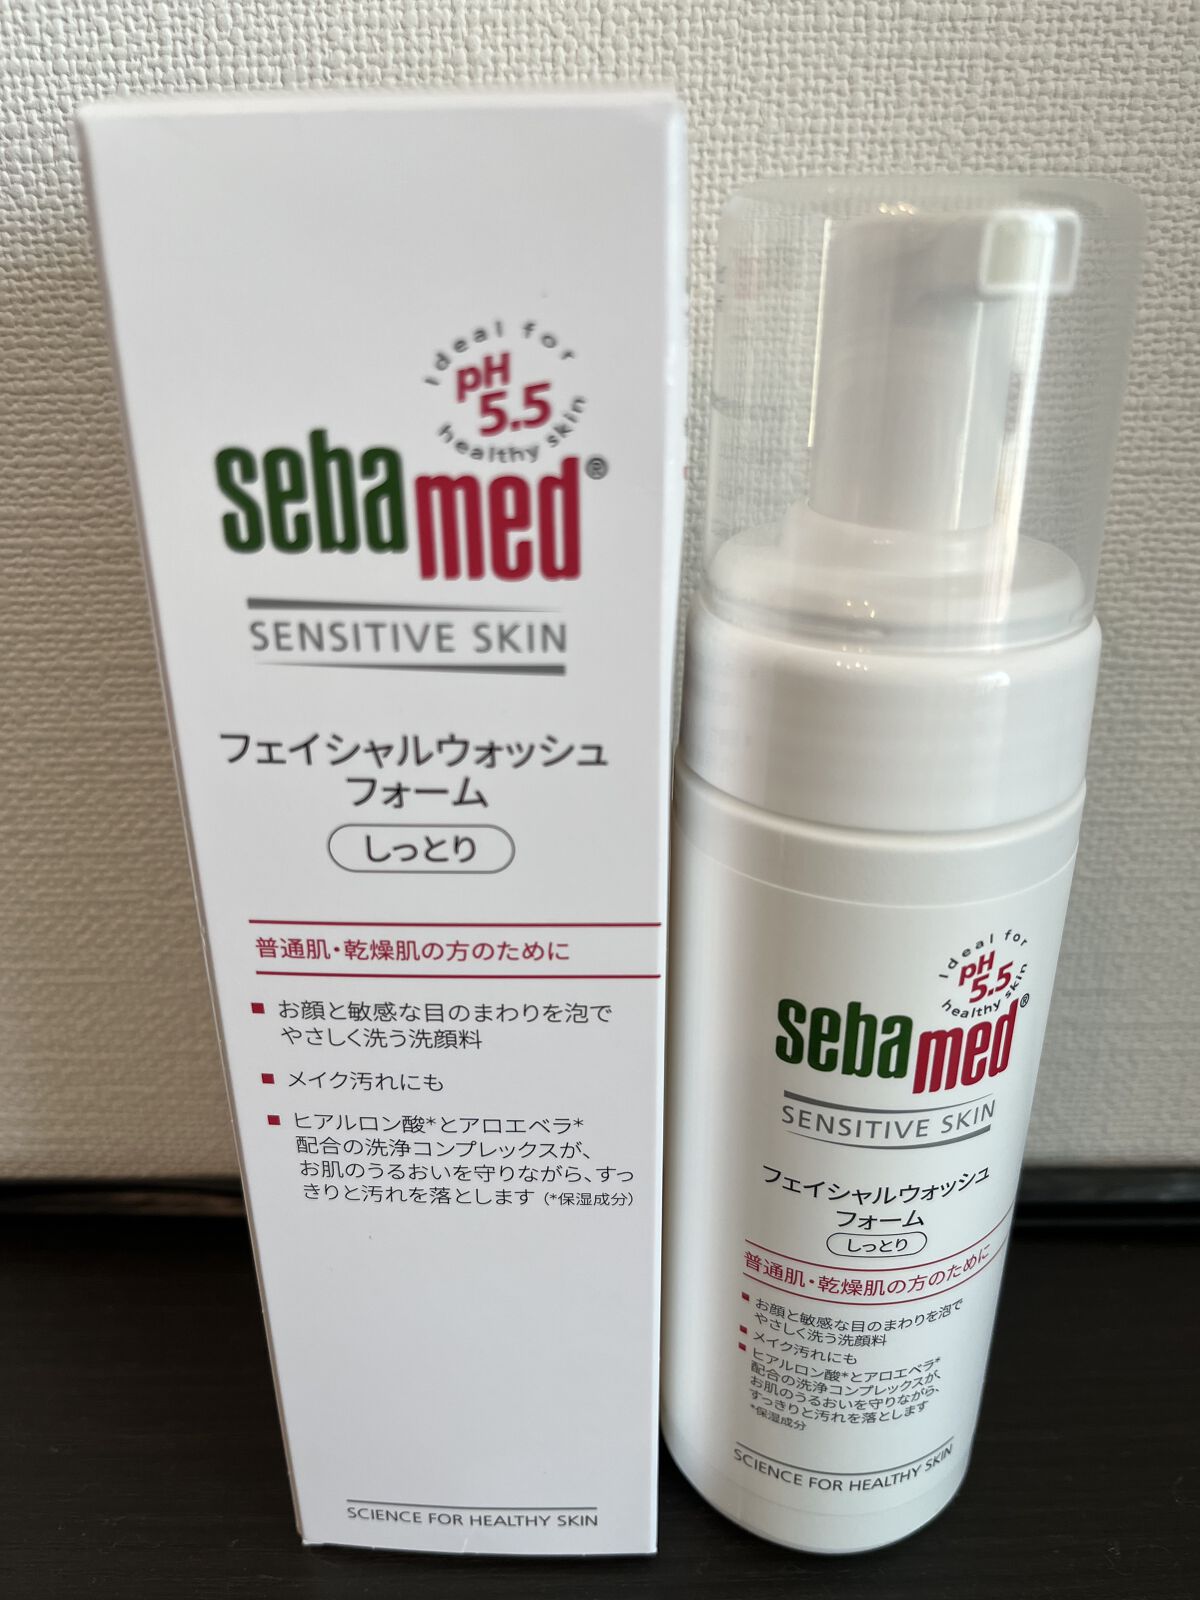 Ideal for
pH
5.5
healthy skin
sebamed®
SENSITIVE SKIN
フェイシャルウォッシュ
フォーム
しっとり
普通肌・乾燥肌の方のために
お顔と敏感な目のまわりを泡で
やさしく洗う洗顔料
メイク汚れにも
ヒアルロン酸*とアロエベラ*
配合の洗浄コンプレックスが、
お肌のうるおいを守りながら、すっ
きりと汚れを落とします (*保湿成分)
SCIENCE FOR HEALTHY SKIN
Ideal for
pH
5.5
healthy skin
sebamed®
SENSITIVE SKIN
フェイシャルウォッシュ
フォーム
しっとり
普通肌・乾燥肌の方のために
お顔と敏感な目のまわりを泡で
やさしく洗う洗顔料
メイク汚れにも
ヒアルロン酸*とアロエベラ*
配合の洗浄コンプレックスが、
お肌のうるおいを守りながら、
すっきりと汚れを落とします
*保湿成分
SCIENCE FOR HEALTHY SKIN